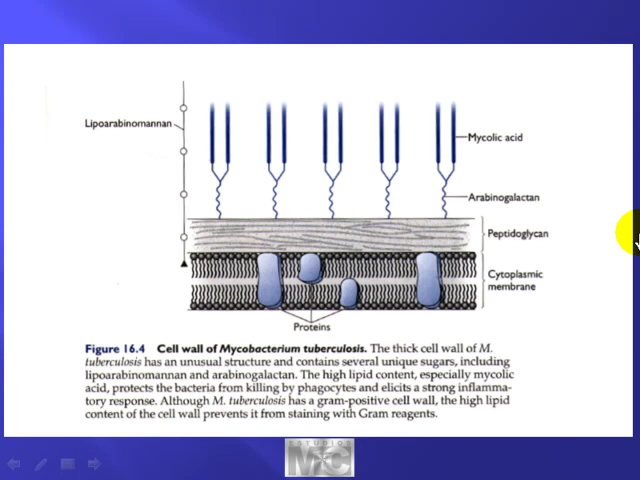 Lipoarabinomannan
Mycolic acid
Arabinogalactan
Peptidoglycan
Cytoplasmic
membrane
Proteins
Figure 16.4 Cell wall of Mycobacterium tuberculosis. The thick cell wall of M.
tuberculosis has an unusual structure and contains several unique sugars, including
lipoarabinomannan and arabinogalactan. The high lipid content, especially mycolic
acid, protects the bacteria from killing by phagocytes and elicits a strong inflamma-
tory response. Although M. tuberculosis has a gram-positive cell wall, the high lipid
content of the cell wall prevents it from staining with Gram reagents.
ESTUDIOS
MC